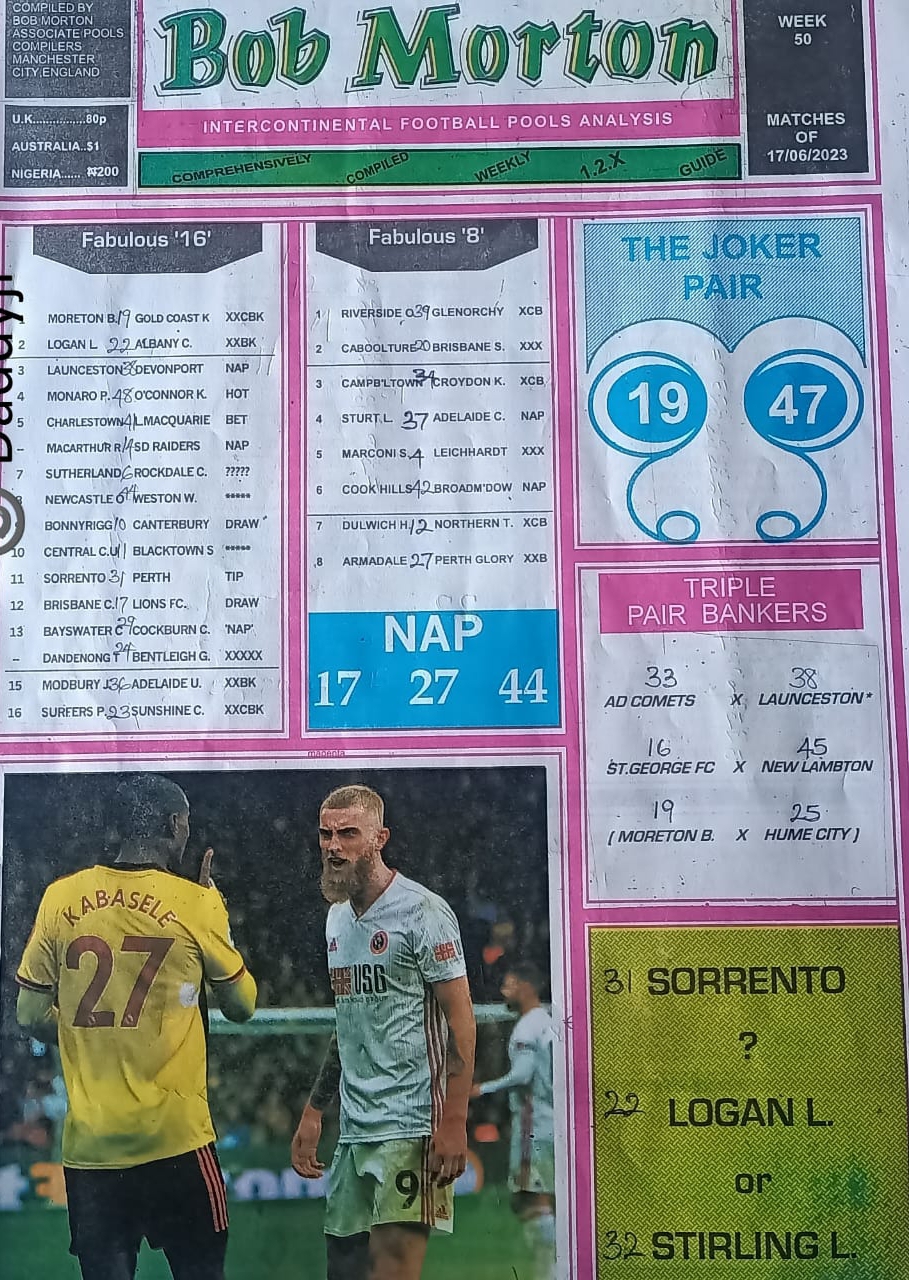 COMPILED BY
BOB MORTON
ASSOCIATE POOLS
COMPILERS
MANCHESTER
CITY,ENGLAND
U.K...............80p
AUSTRALIA..$1
NIGERIA...... ₦200
Bob Morton
INTERCONTINENTAL FOOTBALL POOLS ANALYSIS
COMPREHENSIVELY COMPILED WEEKLY 1.2.X GUIDE
WEEK
50
MATCHES
OF
17/06/2023
Fabulous '16'
MORETON B. 19 GOLD COAST K XXCBK
2 LOGAN L. 22 ALBANY C. XXBK
3 LAUNCESTON 38 DEVONPORT NAP
4 MONARO P. 48 O'CONNOR K. HOT
5 CHARLESTOWN 41 L MACQUARIE BET
– MACARTHUR R 14 SD RAIDERS NAP
7 SUTHERLAND 6 ROCKDALE C. ?????
8 NEWCASTLE 44 WESTON W. *****
BONNYRIGG 10 CANTERBURY DRAW
10 CENTRAL C.U 11 BLACKTOWN S *****
11 SORRENTO 31 PERTH TIP
12 BRISBANE C. 17 LIONS FC. DRAW
13 BAYSWATER C 29 COCKBURN C. 'NAP'
– DANDENONG T 24 BENTLEIGH G. XXXXX
15 MODBURY J 36 ADELAIDE U. XXBK
16 SURFERS P. 23 SUNSHINE C. XXCBK
Fabulous '8'
1 RIVERSIDE O 39 GLENORCHY XCB
2 CABOOLTURE 20 BRISBANE S. XXX
3 CAMPB'LTOWN 34 CROYDON K. XCB
4 STURT L. 37 ADELAIDE C. NAP
5 MARCONI S. 4 LEICHHARDT XXX
6 COOK HILLS 42 BROADM'DOW NAP
7 DULWICH H. 12 NORTHERN T. XCB
8 ARMADALE 27 PERTH GLORY XXB
NAP
17 27 44
THE JOKER
PAIR
19 47
TRIPLE
PAIR BANKERS
33 38
AD COMETS X LAUNCESTON*
16 45
ST.GEORGE FC X NEW LAMBTON
19 25
( MORETON B. X HUME CITY )
magenta
KABASELE
27
USG
9
31 SORRENTO
?
22 LOGAN L.
or
32 STIRLING L.